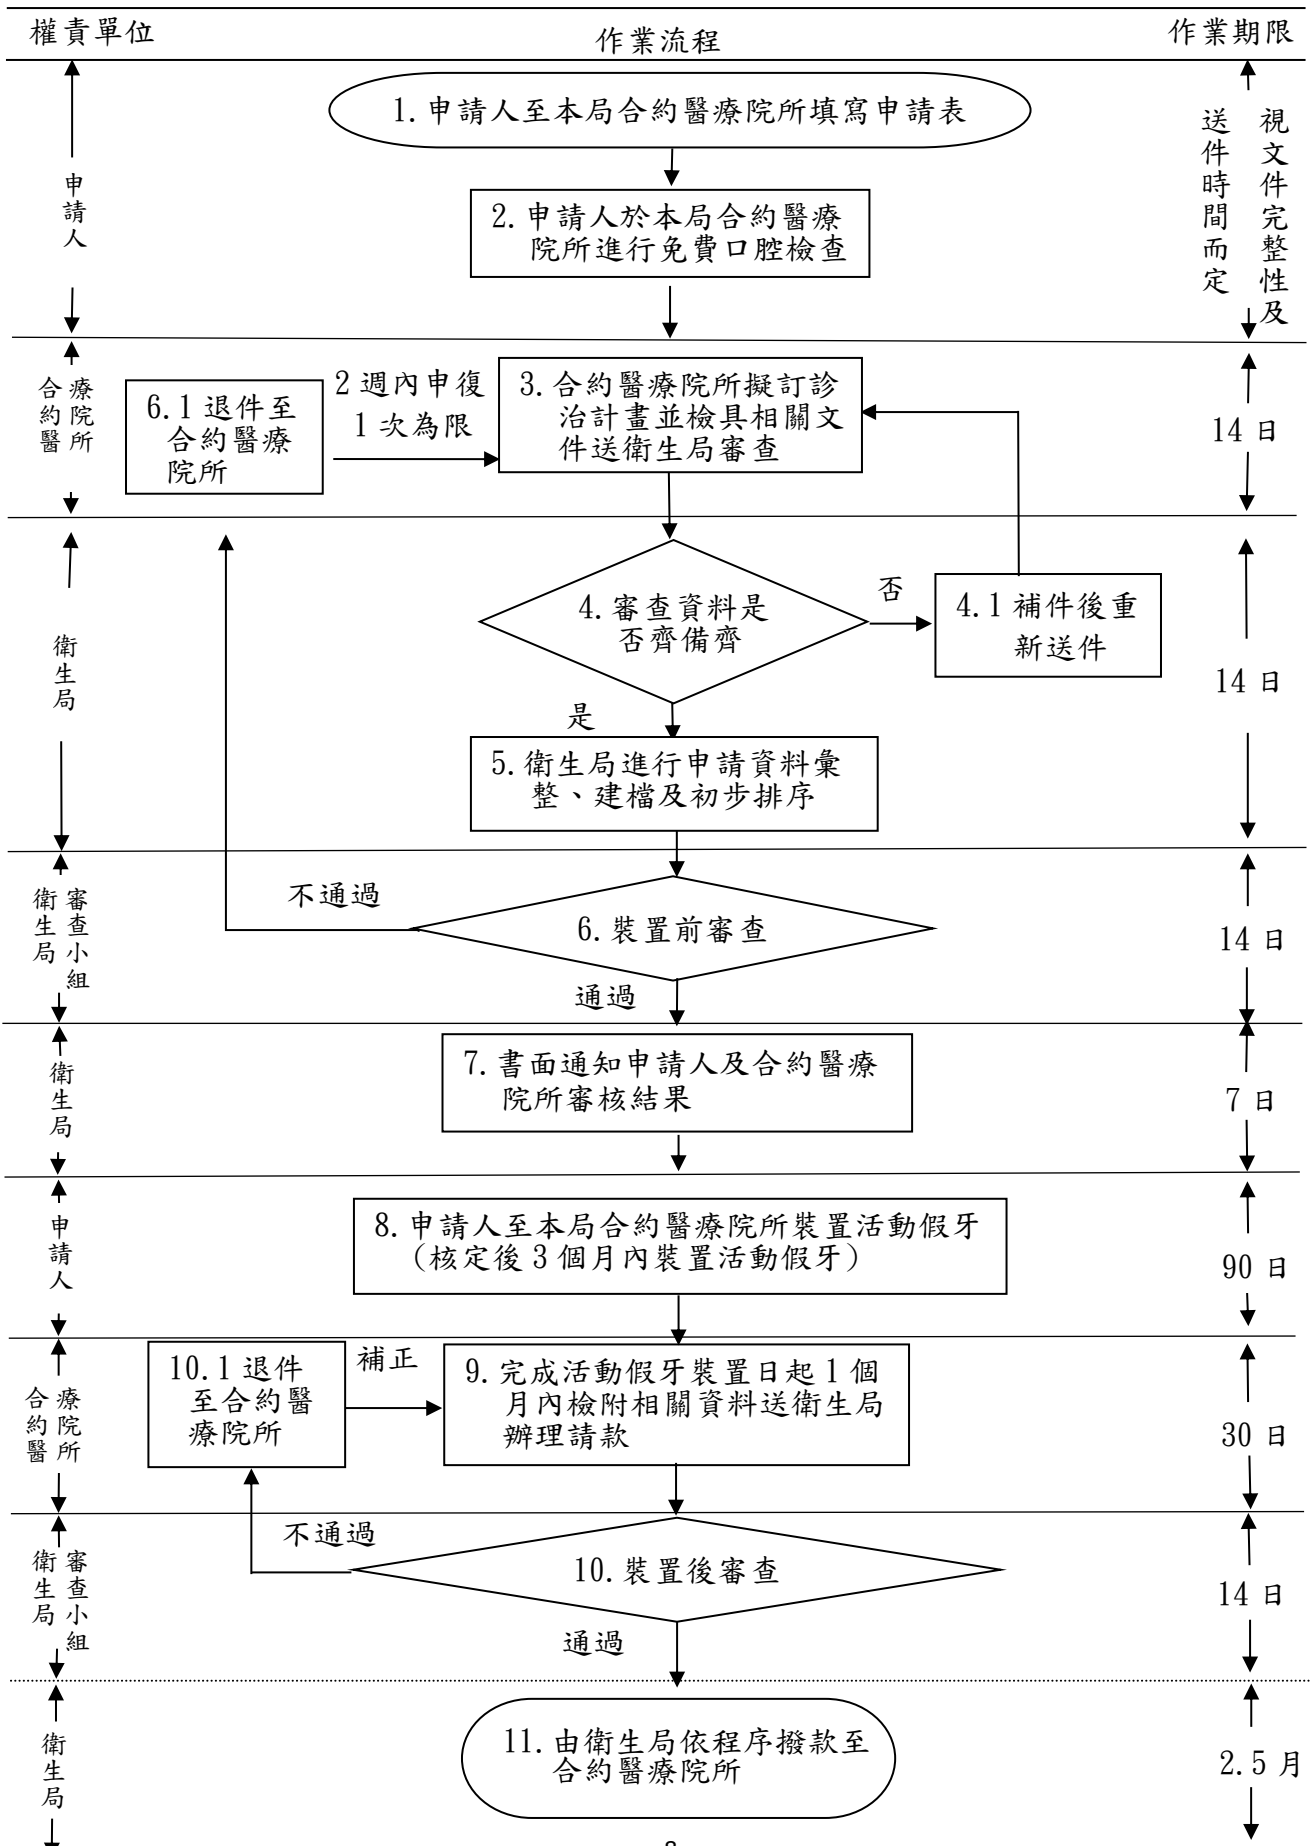 權責單位
作業流程
作業期限
1.申請人至本局合約醫療院所填寫申請表
申請人
視文件完整性及
送件時間而定
2.申請人於本局合約醫療
院所進行免費口腔檢查
合約醫
療院所
6.1 退件至
合約醫療
院所
2 週內申復
1 次為限
3.合約醫療院所擬訂診
治計畫並檢具相關文
件送衛生局審查
14 日
衛生局
4.審查資料是
否齊備齊
否
4.1 補件後重
新送件
14 日
是
5.衛生局進行申請資料彙
整、建檔及初步排序
衛生局
審查小組
不通過
6.裝置前審查
14 日
通過
衛生局
7.書面通知申請人及合約醫療
院所審核結果
7 日
申請人
8.申請人至本局合約醫療院所裝置活動假牙
(核定後 3 個月內裝置活動假牙)
90 日
合約醫
療院所
10.1 退件
至合約醫
療院所
補正
9.完成活動假牙裝置日起 1 個
月內檢附相關資料送衛生局
辦理請款
30 日
衛生局
審查小組
不通過
10.裝置後審查
14 日
通過
衛生局
11.由衛生局依程序撥款至
合約醫療院所
2.5 月